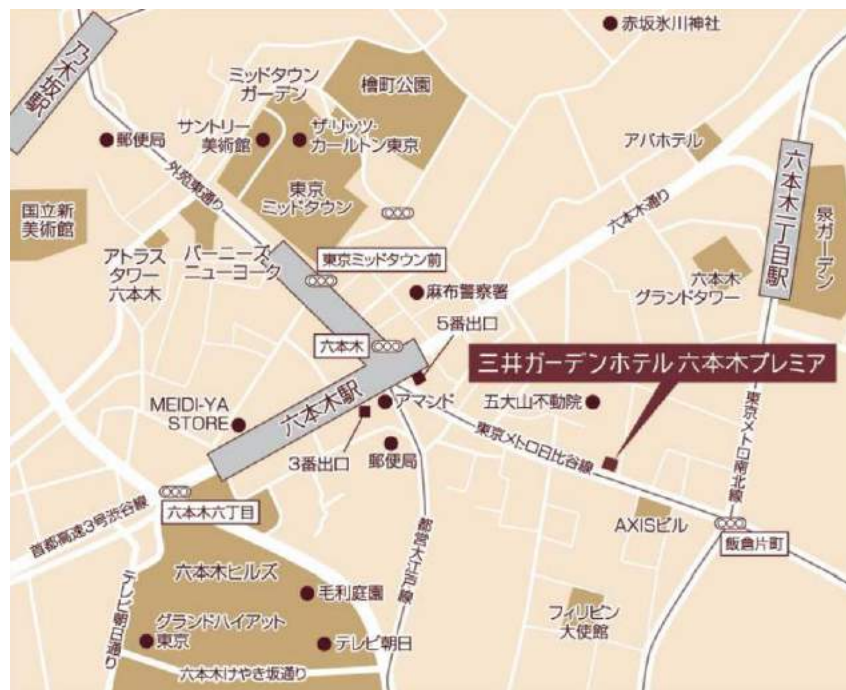 赤坂氷川神社
乃木坂駅
ミッドタウン
ガーデン
檜町公園
郵便局
サントリー
美術館
ザ・リッツ・
カールトン東京
アパホテル
六本木一丁目駅
外苑東通り
東京
ミッドタウン
国立新
美術館
六本木通り
泉ガーデン
アトラス
タワー
六本木
バーニーズ
ニューヨーク
東京ミッドタウン前
六本木
グランドタワー
麻布警察署
5番出口
六本木
三井ガーデンホテル 六本木プレミア
六本木駅
アマンド
五大山不動院
MEIDI-YA
STORE
3番出口
郵便局
東京メトロ日比谷線
東京メトロ南北線
六本木六丁目
首都高速3号渋谷線
AXISビル
飯倉片町
都営大江戸線
六本木ヒルズ
毛利庭園
テレビ朝日通り
グランドハイアット
東京
テレビ朝日
フィリピン
大使館
六本木けやき坂通り